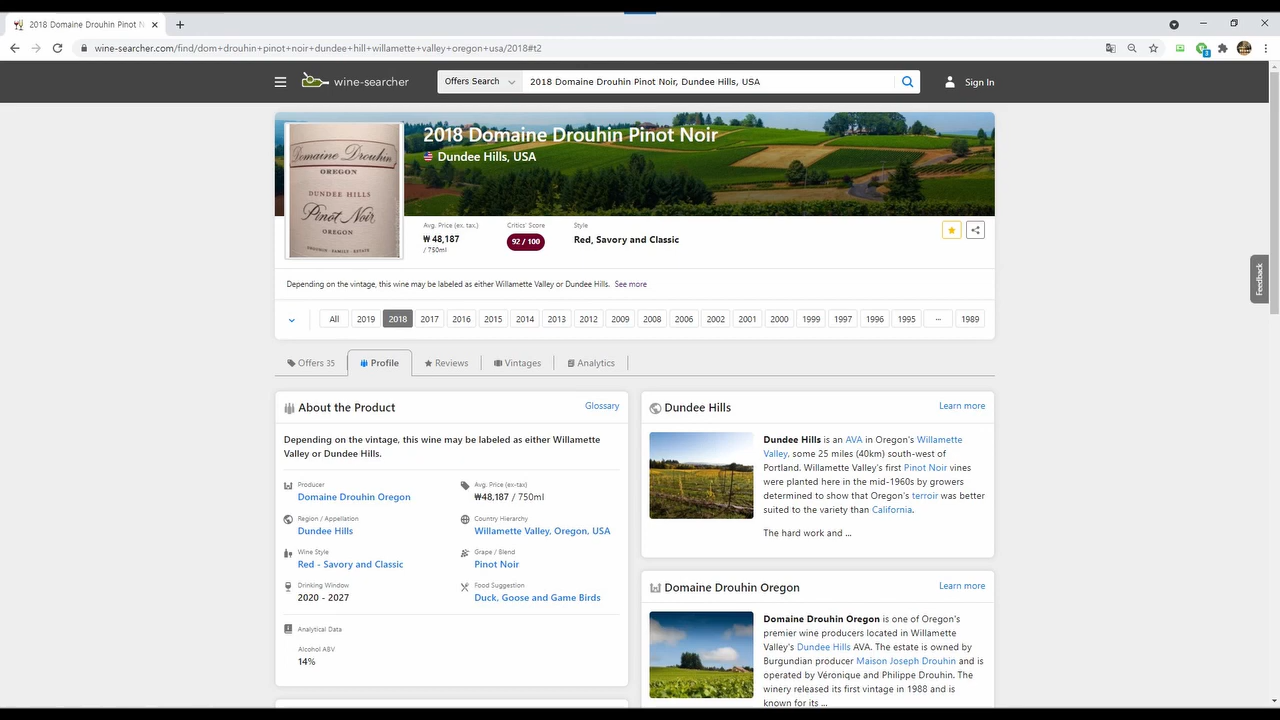 2018 Domaine Drouhin Pinot N
wine-searcher.com/find/dom+drouhin+pinot+noir+dundee+hill+willamette+valley+oregon+usa/2018#t2
3
wine-searcher
Offers Search
2018 Domaine Drouhin Pinot Noir, Dundee Hills, USA
Sign In
Domaine Drouhin
OREGON
DUNDEE HILLS
Pinot Noir
OREGON
DROUHIN FAMILY ESTATE
2018 Domaine Drouhin Pinot Noir
Dundee Hills, USA
Avg. Price (ex. tax.)
₩ 48,187
/ 750ml
Critics' Score
92 / 100
Style
Red, Savory and Classic
Feedback
Depending on the vintage, this wine may be labeled as either Willamette Valley or Dundee Hills. See more
All 2019 2018 2017 2016 2015 2014 2013 2012 2009 2008 2006 2002 2001 2000 1999 1997 1996 1995 ... 1989
Offers 35 Profile Reviews Vintages Analytics
About the Product
Glossary
Depending on the vintage, this wine may be labeled as either Willamette
Valley or Dundee Hills.
Producer
Domaine Drouhin Oregon
Avg. Price (ex-tax)
₩48,187 / 750ml
Region / Appellation
Dundee Hills
Country Hierarchy
Willamette Valley, Oregon, USA
Wine Style
Red - Savory and Classic
Grape / Blend
Pinot Noir
Drinking Window
2020 - 2027
Food Suggestion
Duck, Goose and Game Birds
Analytical Data
Alcohol ABV
14%
Dundee Hills
Learn more
Dundee Hills is an AVA in Oregon's Willamette
Valley, some 25 miles (40km) south-west of
Portland. Willamette Valley's first Pinot Noir vines
were planted here in the mid-1960s by growers
determined to show that Oregon's terroir was better
suited to the variety than California.
The hard work and ...
Domaine Drouhin Oregon
Learn more
Domaine Drouhin Oregon is one of Oregon's
premier wine producers located in Willamette
Valley's Dundee Hills AVA. The estate is owned by
Burgundian producer Maison Joseph Drouhin and is
operated by Véronique and Philippe Drouhin. The
winery released its first vintage in 1988 and is
known for its ...